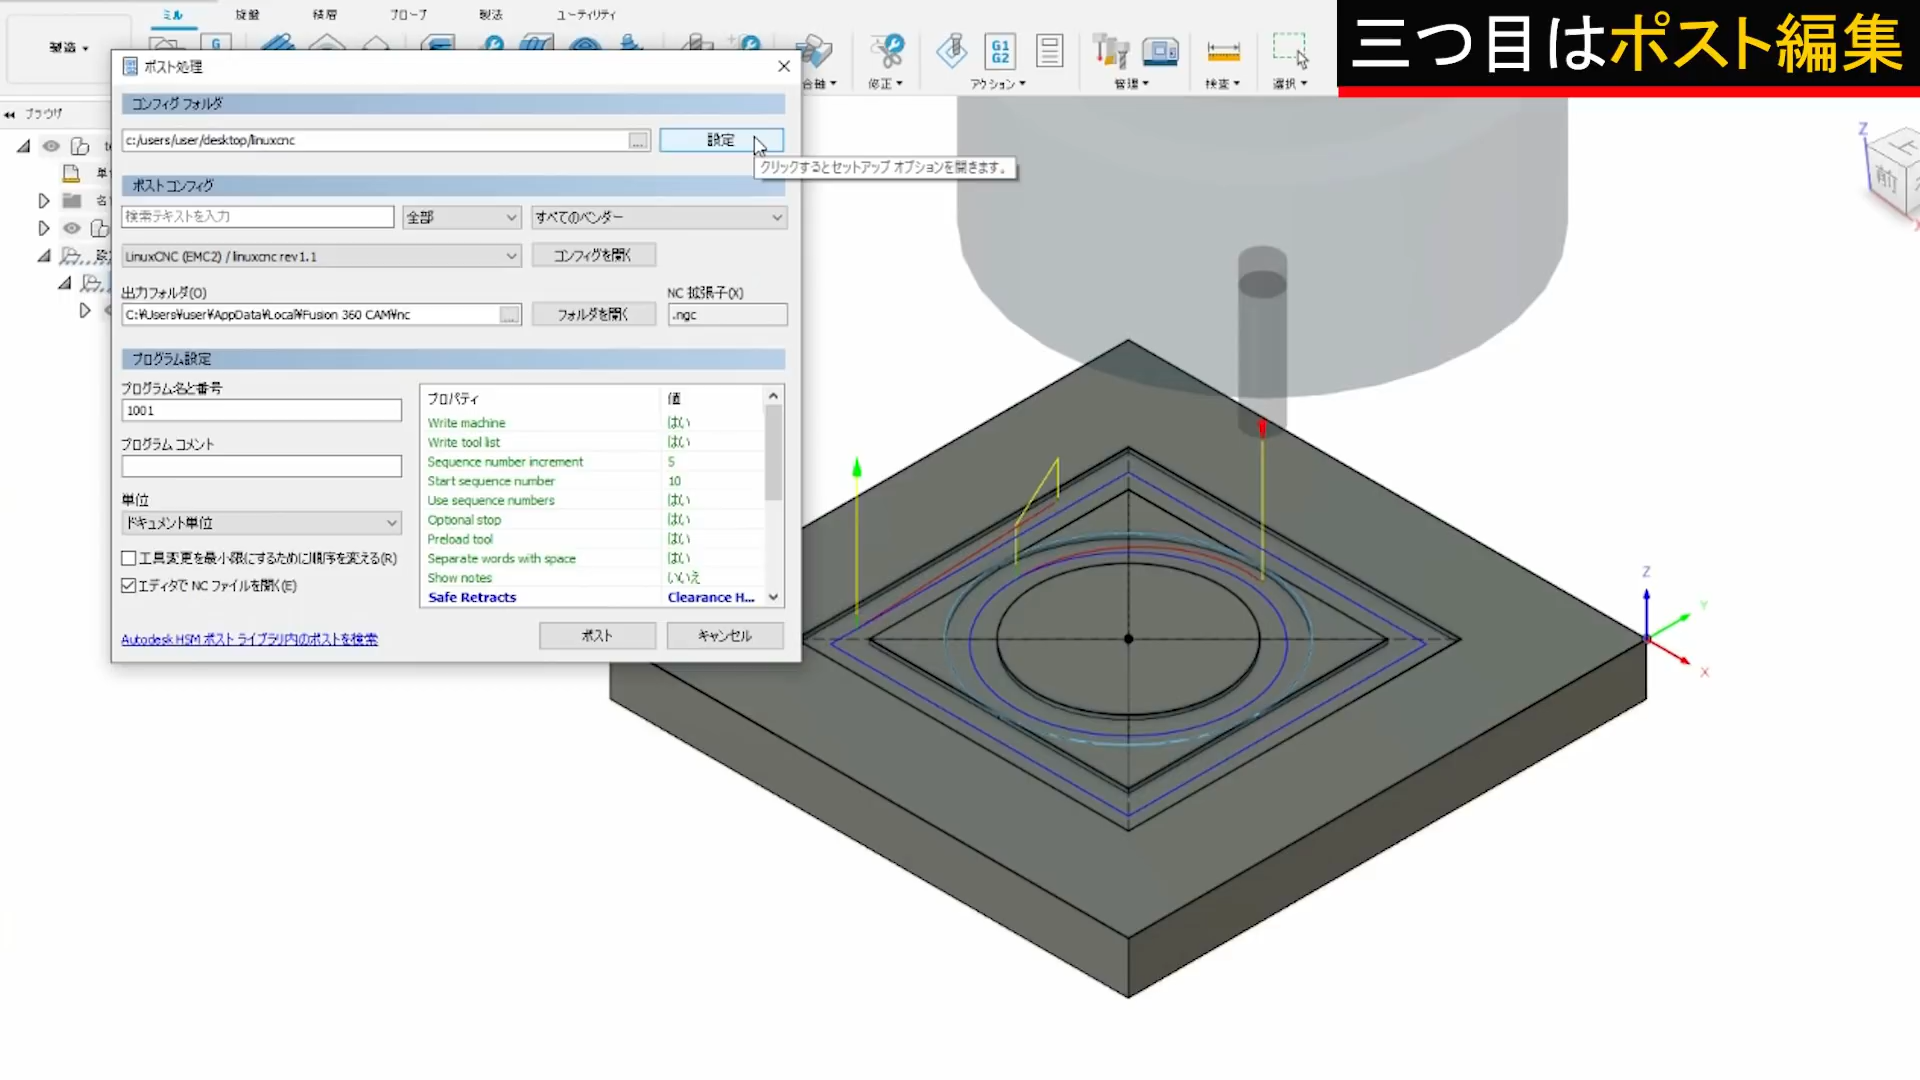 三つ目はポスト編集
ミル
旋盤
積層
プローブ
製法
ユーティリティ
製造
修正
アクション
管理
検査
選択
G1
G2
ブラウザ
ポスト処理
コンフィグ フォルダ
c:/users/user/desktop/linuxcnc
...
設定
クリックするとセットアップ オプションを開きます。
ポスト コンフィグ
検索テキストを入力
全部
すべてのベンダー
LinuxCNC (EMC2) / linuxcnc rev1.1
コンフィグを開く
出力フォルダ(O)
NC 拡張子(X)
C:¥Users¥user¥AppData¥Local¥Fusion 360 CAM¥nc
...
フォルダを開く
.ngc
プログラム設定
プログラム名と番号
1001
プログラム コメント
単位
ドキュメント単位
工具変更を最小限にするために順序を変える(R)
エディタで NC ファイルを開く(E)
Autodesk HSM ポスト ライブラリ内のポストを検索
プロパティ 値
Write machine はい
Write tool list はい
Sequence number increment 5
Start sequence number 10
Use sequence numbers はい
Optional stop はい
Preload tool はい
Separate words with space はい
Show notes いいえ
Safe Retracts Clearance H...
ポスト
キャンセル
Z
前
Z
Y
X